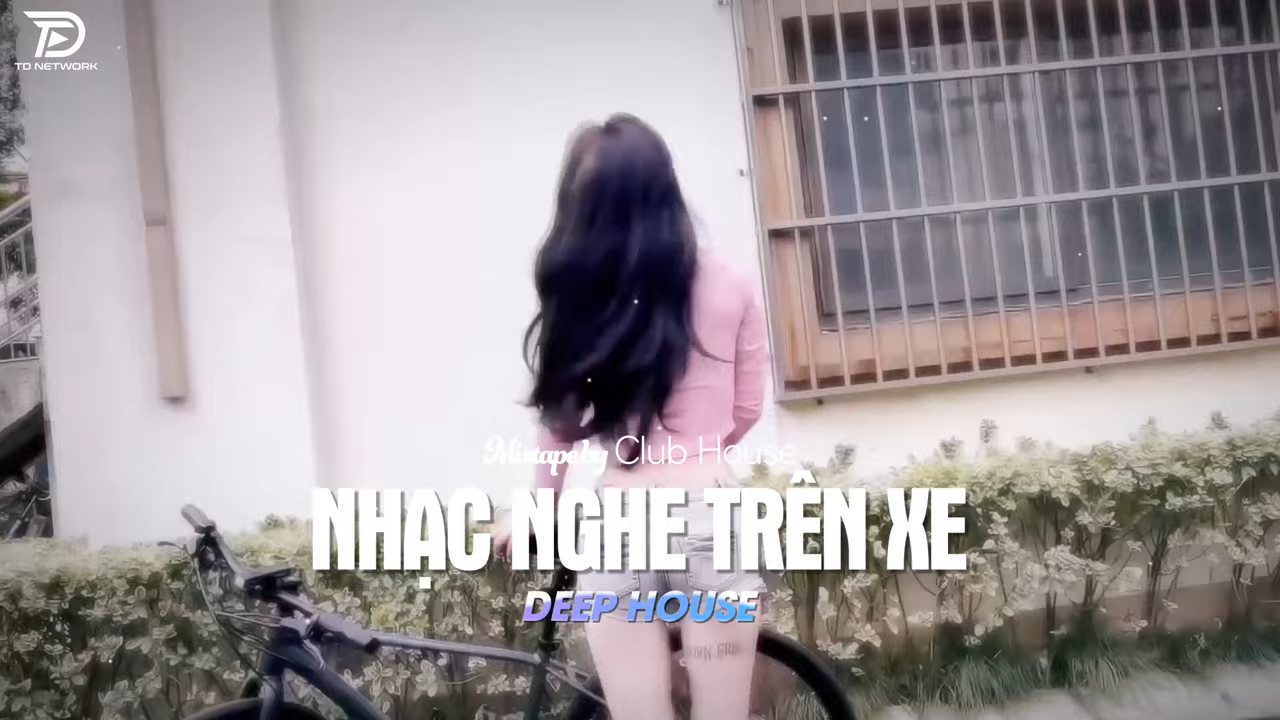 TD NETWORK
Mixtape by Club House
NHẠC NGHE TRÊN XE
DEEP HOUSE